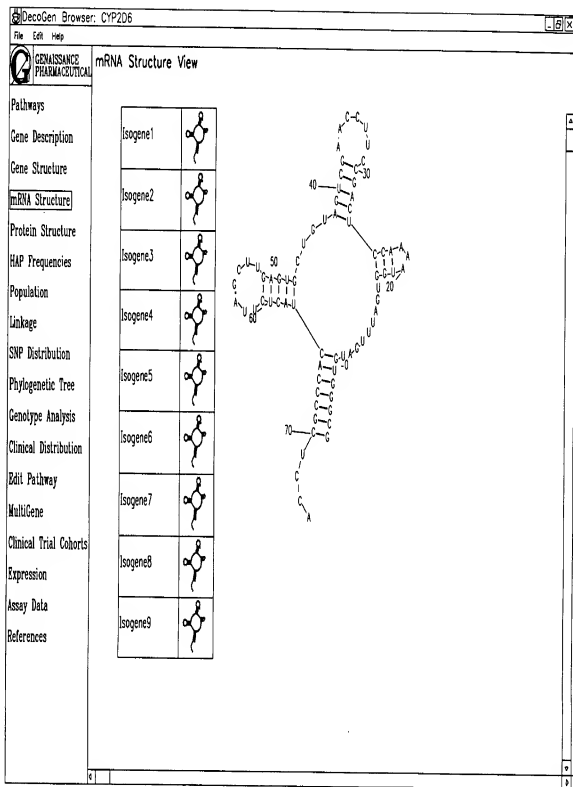 DecoGen Browser: CYP2D6
File Edit Help
GENAISSANCE
PHARMACEUTICAL
mRNA Structure View
Pathways
Gene Description
Gene Structure
mRNA Structure
Protein Structure
HAP Frequencies
Population
Linkage
SNP Distribution
Phylogenetic Tree
Genotype Analysis
Clinical Distribution
Edit Pathway
MultiGene
Clinical Trial Cohorts
Expression
Assay Data
References
Isogene1
Isogene2
Isogene3
Isogene4
Isogene5
Isogene6
Isogene7
Isogene8
Isogene9
30
40
50
20
60
70